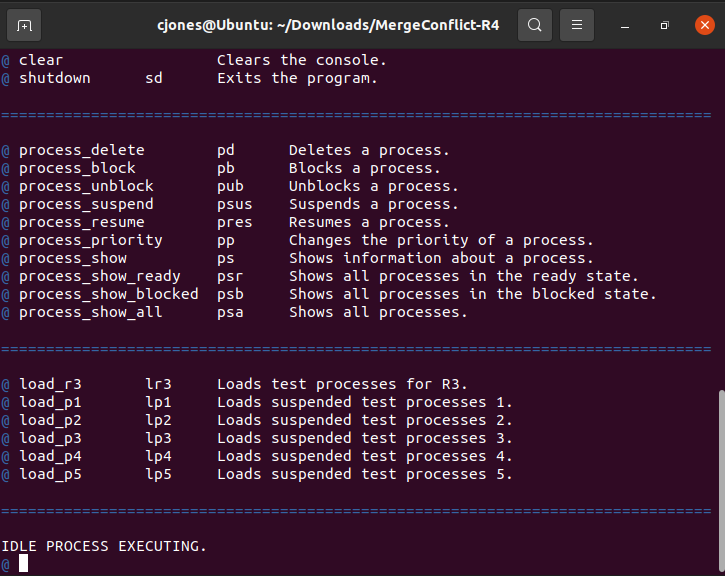 cjones@Ubuntu: ~/Downloads/MergeConflict-R4
@ clear Clears the console.
@ shutdown sd Exits the program.
===============================================================================
@ process_delete pd Deletes a process.
@ process_block pb Blocks a process.
@ process_unblock pub Unblocks a process.
@ process_suspend psus Suspends a process.
@ process_resume pres Resumes a process.
@ process_priority pp Changes the priority of a process.
@ process_show ps Shows information about a process.
@ process_show_ready psr Shows all processes in the ready state.
@ process_show_blocked psb Shows all processes in the blocked state.
@ process_show_all psa Shows all processes.
===============================================================================
@ load_r3 lr3 Loads test processes for R3.
@ load_p1 lp1 Loads suspended test processes 1.
@ load_p2 lp2 Loads suspended test processes 2.
@ load_p3 lp3 Loads suspended test processes 3.
@ load_p4 lp4 Loads suspended test processes 4.
@ load_p5 lp5 Loads suspended test processes 5.
===============================================================================
IDLE PROCESS EXECUTING.
@